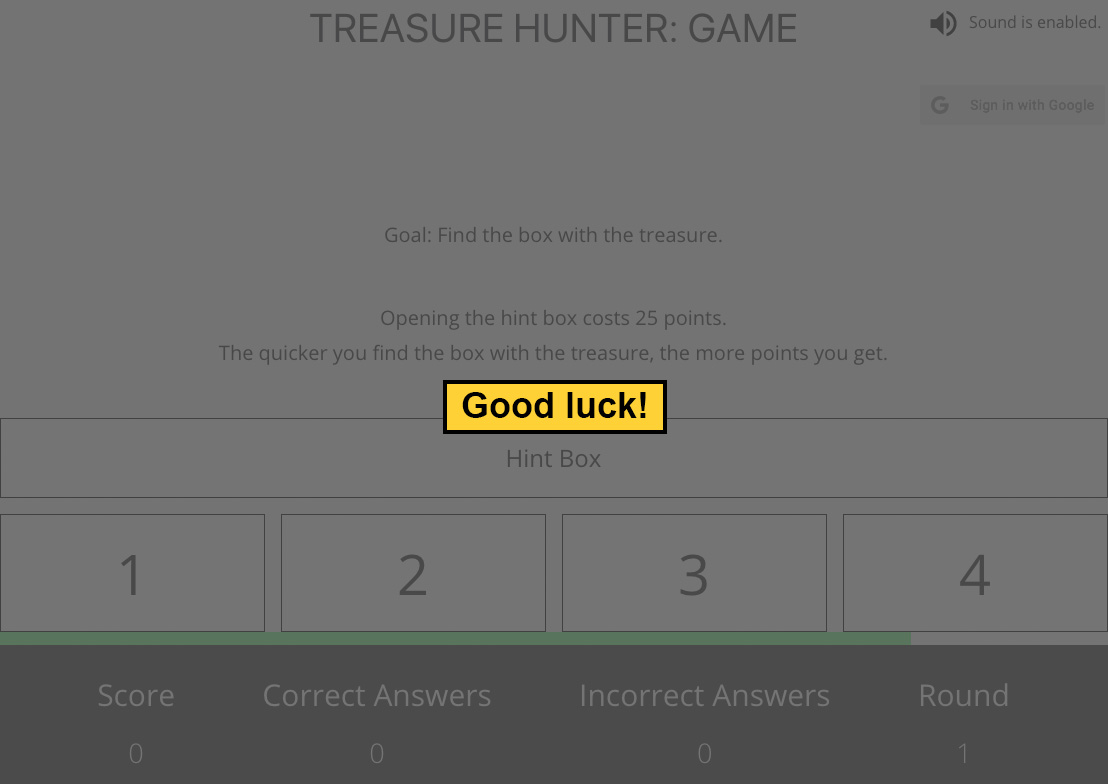 TREASURE HUNTER: GAME
Sound is enabled.
G Sign in with Google
Goal: Find the box with the treasure.
Opening the hint box costs 25 points.
The quicker you find the box with the treasure, the more points you get.
Good luck!
Hint Box
1 2 3 4
Score Correct Answers Incorrect Answers Round
0 0 0 1